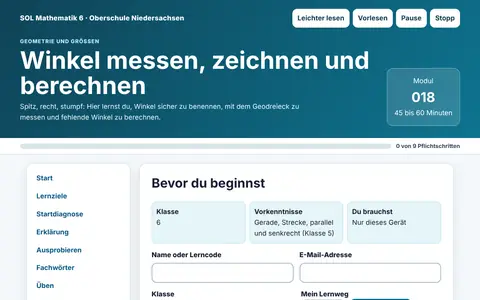 SOL Mathematik 6 · Oberschule Niedersachsen
Leichter lesen
Vorlesen
Pause
Stopp
GEOMETRIE UND GRÖSSEN
Winkel messen, zeichnen und
berechnen
Spitz, recht, stumpf: Hier lernst du, Winkel sicher zu benennen, mit dem Geodreieck zu
messen und fehlende Winkel zu berechnen.
Modul
018
45 bis 60 Minuten
0 von 9 Pflichtschritten
Start
Lernziele
Startdiagnose
Erklärung
Ausprobieren
Fachwörter
Üben
Bevor du beginnst
Klasse
6
Vorkenntnisse
Gerade, Strecke, parallel
und senkrecht (Klasse 5)
Du brauchst
Nur dieses Gerät
Name oder Lerncode
E-Mail-Adresse
Klasse
Mein Lernweg